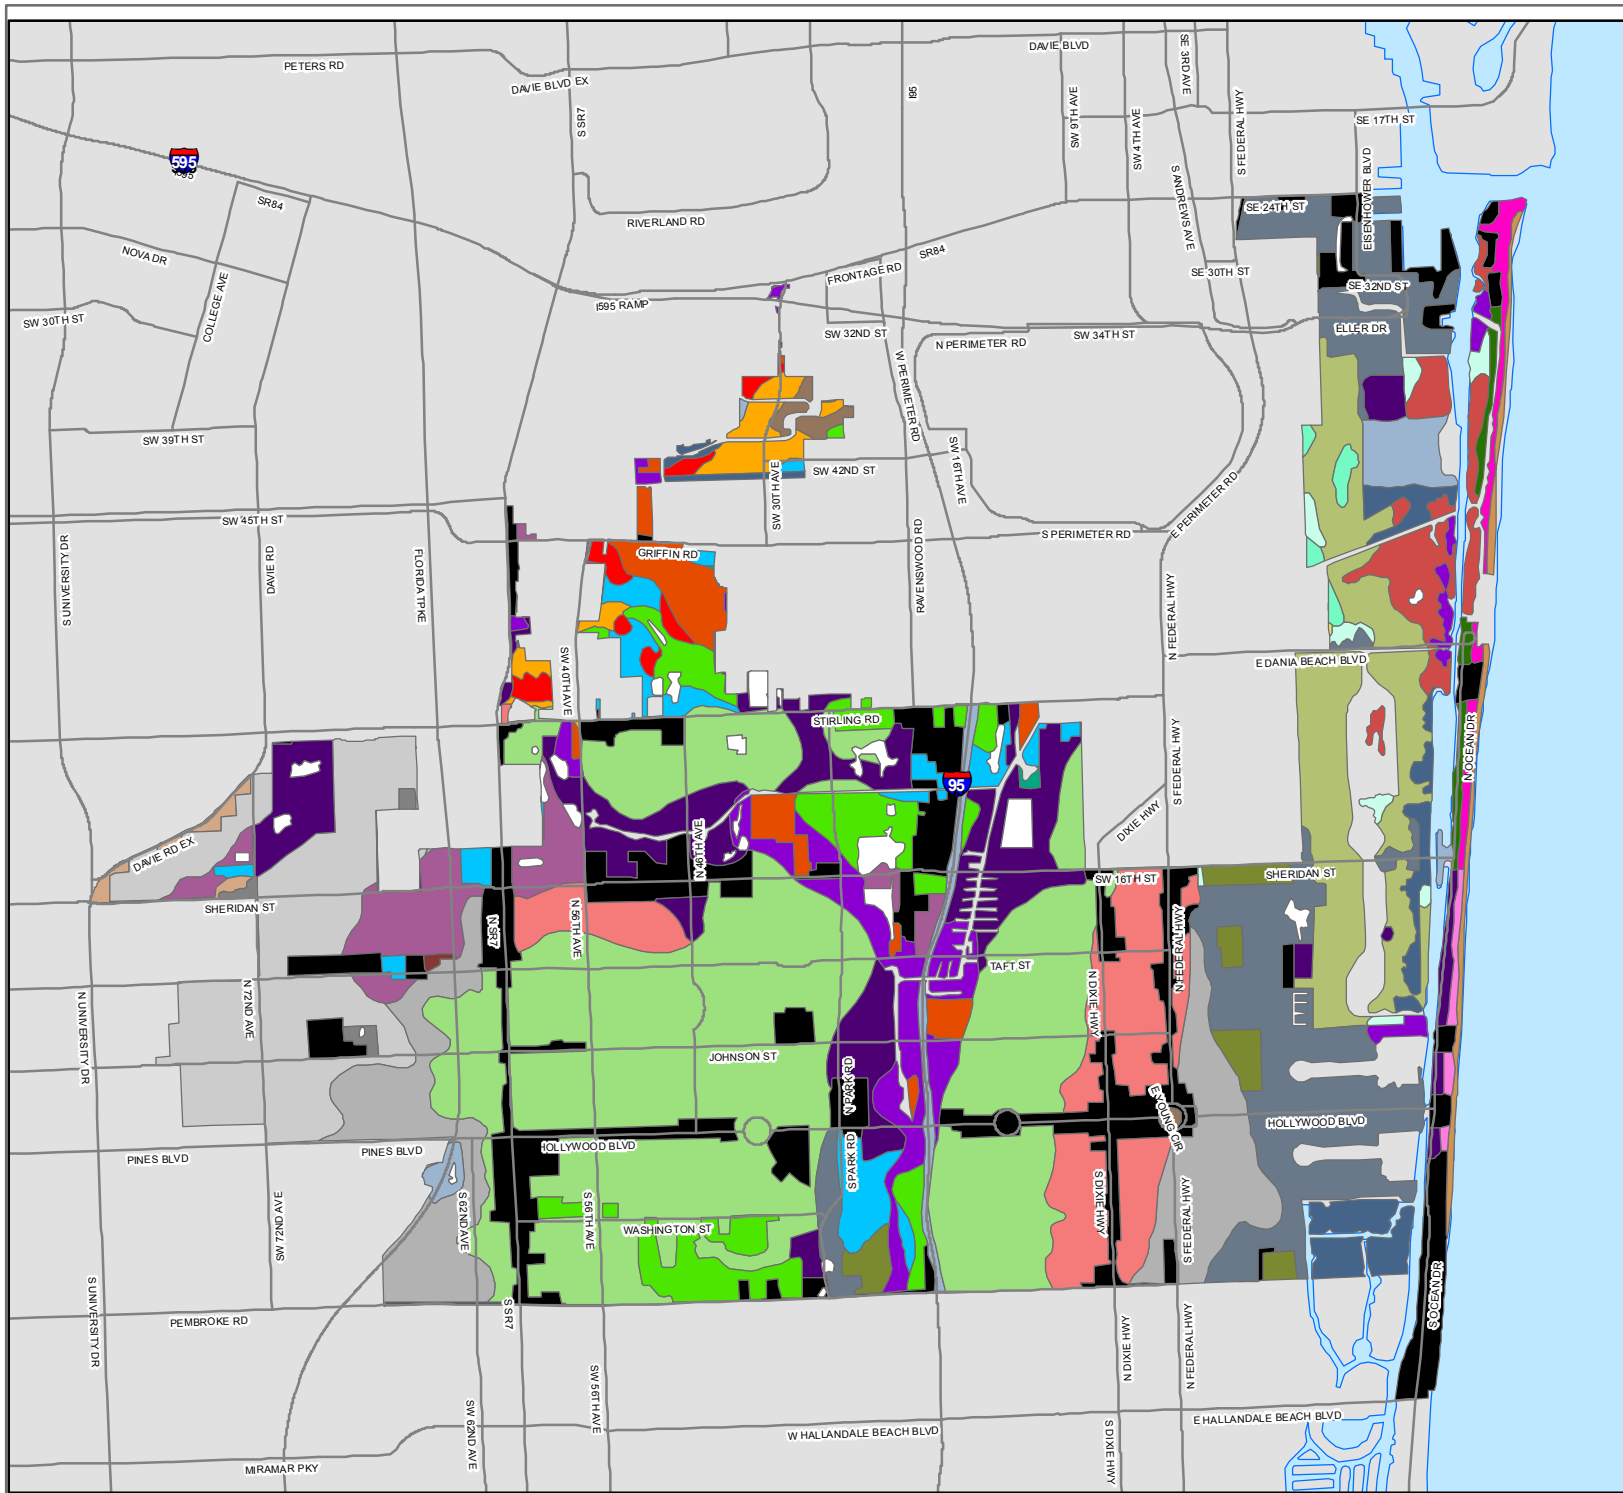 PETERS RD
DAVIE BLVD EX
DAVIE BLVD
SE 3RD AVE
S SR7
I95
SW 9TH AVE
SW 4TH AVE
S FEDERAL HWY
SE 17TH ST
EISENHOWER BLVD
595
I595
SR84
RIVERLAND RD
S ANDREWS AVE
SE 24TH ST
NOVA DR
COLLEGE AVE
SR84
FRONTAGE RD
SE 30TH ST
SE 32ND ST
SW 30TH ST
I595 RAMP
SW 32ND ST
N PERIMETER RD
SW 34TH ST
ELLER DR
W PERIMETER RD
SW 39TH ST
SW 42ND ST
SW 16TH AVE
SW 30TH AVE
E PERIMETER RD
SW 45TH ST
S PERIMETER RD
S UNIVERSITY DR
DAVIE RD
FLORIDA TPKE
GRIFFIN RD
RAVENSWOOD RD
N FEDERAL HWY
SW 40TH AVE
E DANIA BEACH BLVD
STIRLING RD
S FEDERAL HWY
N OCEAN DR
95
DIXIE HWY
DAVIE RD EX
N 46TH AVE
SW 16TH ST
SHERIDAN ST
SHERIDAN ST
N SR7
N 56TH AVE
N FEDERAL HWY
TAFT ST
N UNIVERSITY DR
N 72ND AVE
N DIXIE HWY
JOHNSON ST
N PARK RD
E YOUNG CIR
HOLLYWOOD BLVD
HOLLYWOOD BLVD
PINES BLVD
PINES BLVD
S PARK RD
S 62ND AVE
S 56TH AVE
SW 72ND AVE
WASHINGTON ST
S DIXIE HWY
S FEDERAL HWY
S UNIVERSITY DR
S SR7
S OCEAN DR
PEMBROKE RD
N DIXIE HWY
N FEDERAL HWY
SW 62ND AVE
SW 56TH AVE
W HALLANDALE BEACH BLVD
E HALLANDALE BEACH BLVD
S DIXIE HWY
MIRAMAR PKY